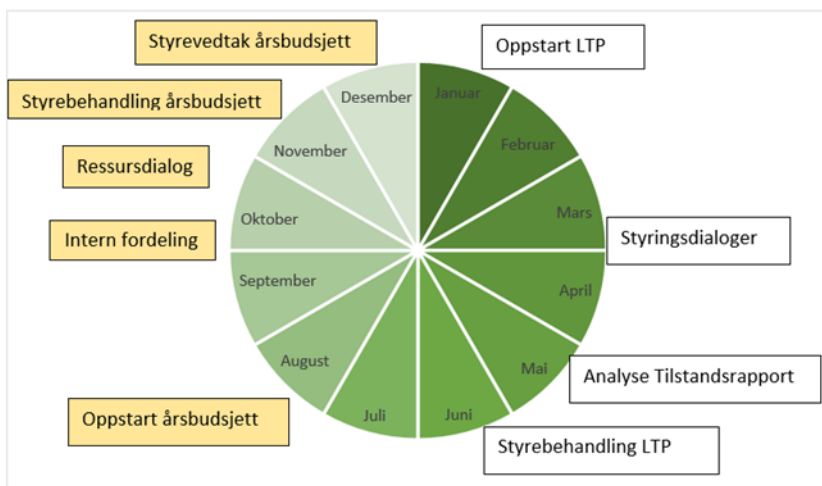 Styrevedtak årsbudsjett
Oppstart LTP
Styrebehandling årsbudsjett
Desember
Januar
November
Februar
Ressursdialog
Oktober
Mars
Intern fordeling
Styringsdialoger
September
April
August
Mai
Analyse Tilstandsrapport
Oppstart årsbudsjett
Juli
Juni
Styrebehandling LTP